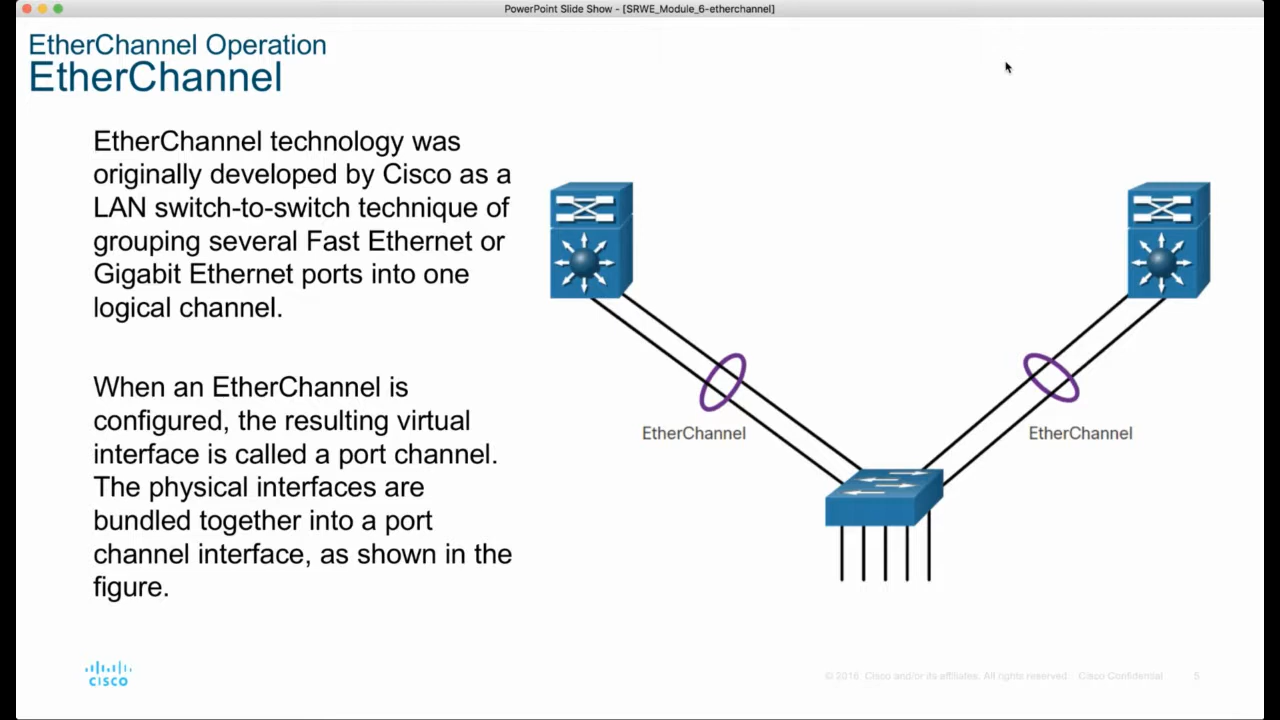 PowerPoint Slide Show - [SRWE_Module_6-etherchannel]
EtherChannel Operation
EtherChannel
EtherChannel technology was
originally developed by Cisco as a
LAN switch-to-switch technique of
grouping several Fast Ethernet or
Gigabit Ethernet ports into one
logical channel.
When an EtherChannel is
configured, the resulting virtual
interface is called a port channel.
The physical interfaces are
bundled together into a port
channel interface, as shown in the
figure.
EtherChannel
EtherChannel
CISCO
© 2016 Cisco and/or its affiliates. All rights reserved. Cisco Confidential 5